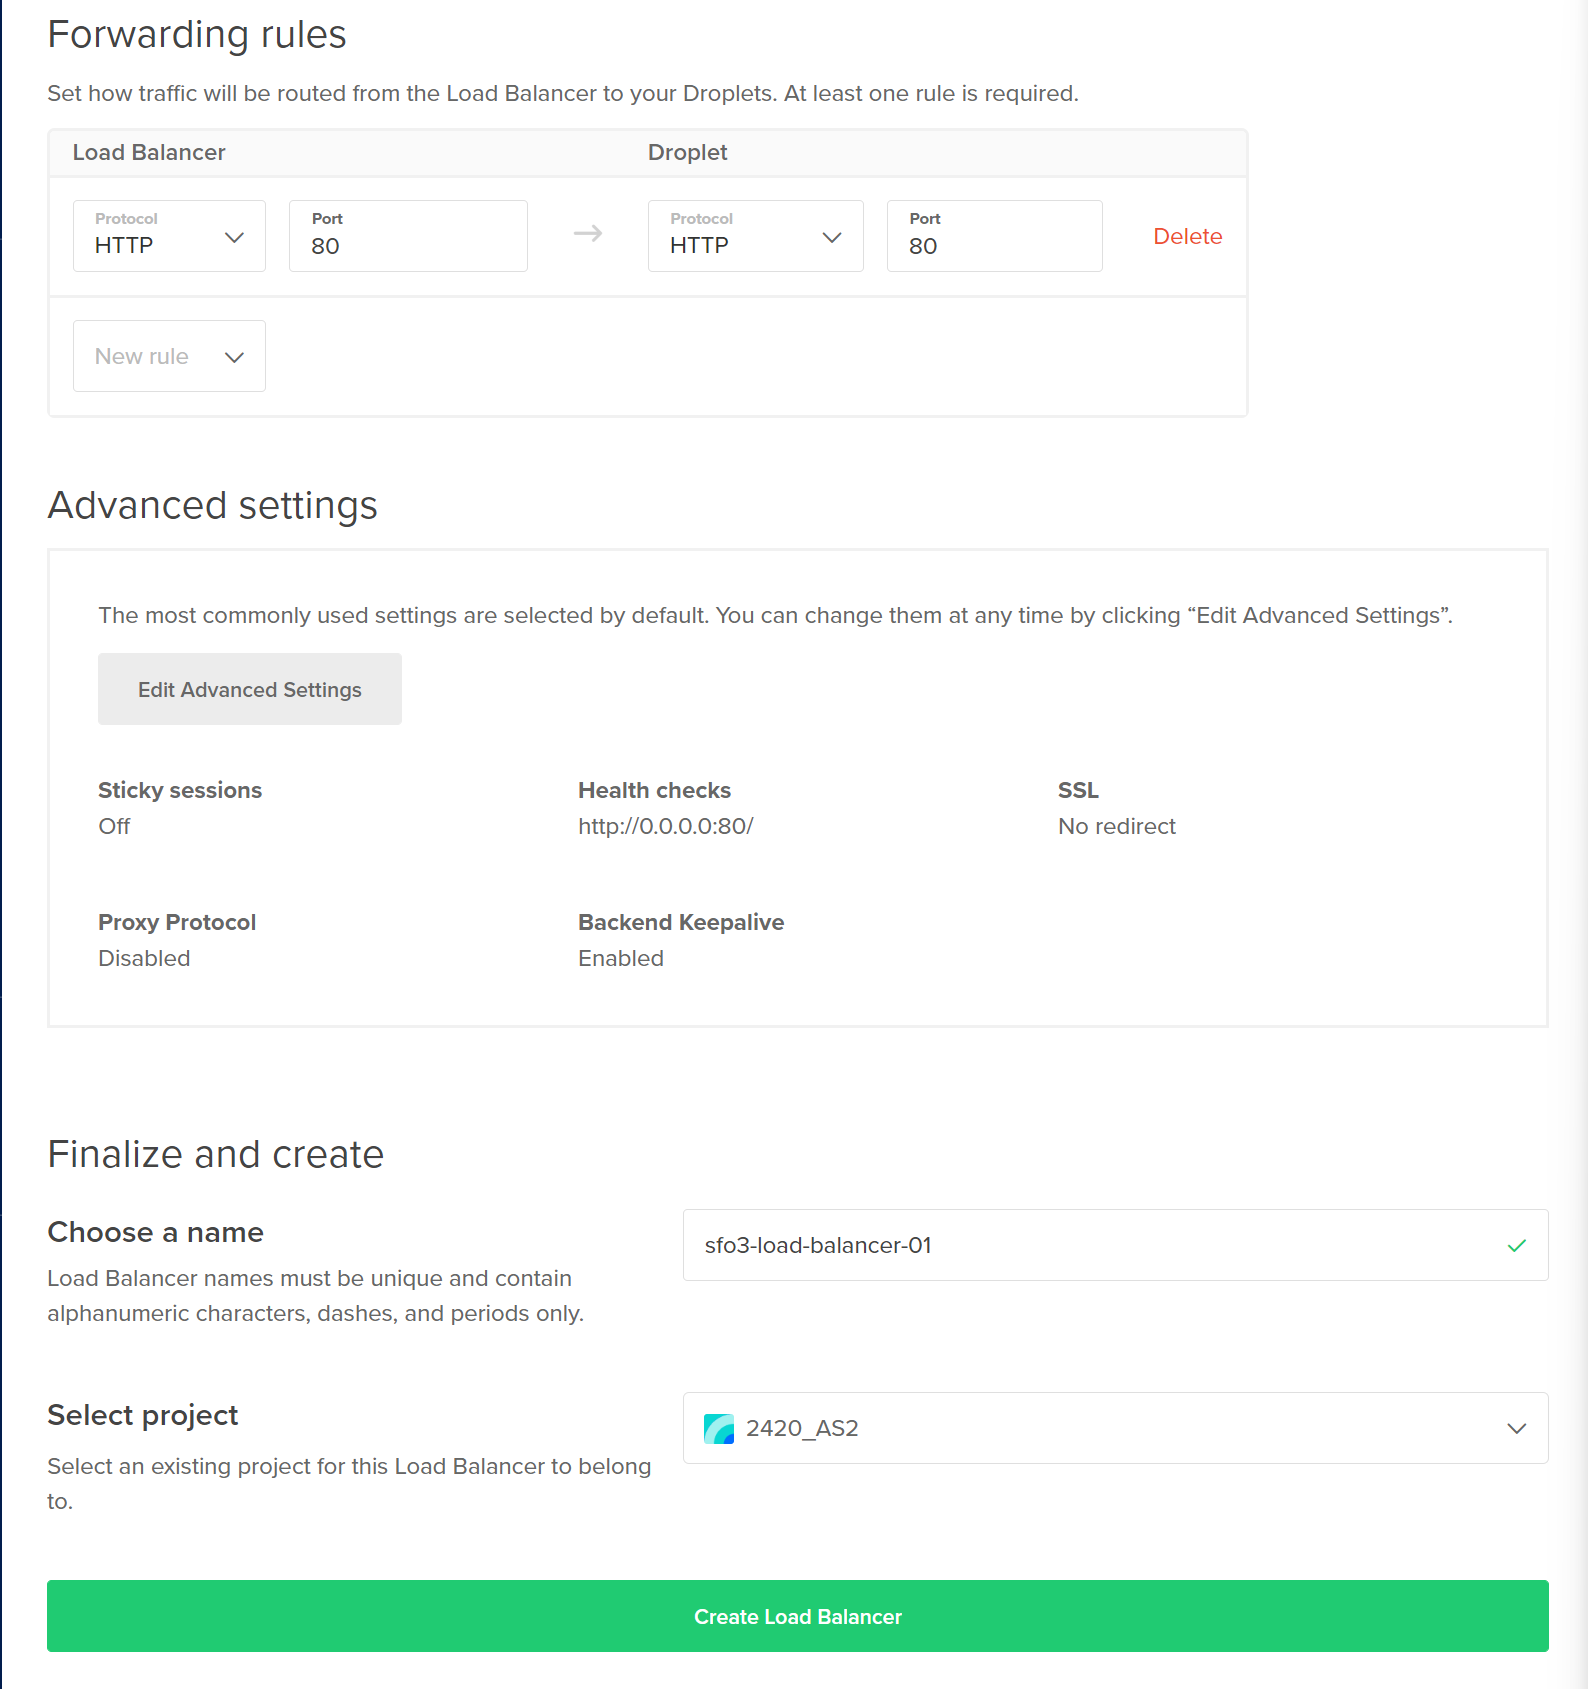 Forwarding rules
Set how traffic will be routed from the Load Balancer to your Droplets. At least one rule is required.
Load Balancer Droplet
Protocol Port Protocol Port
HTTP 80 HTTP 80 Delete
New rule
Advanced settings
The most commonly used settings are selected by default. You can change them at any time by clicking “Edit Advanced Settings”.
Edit Advanced Settings
Sticky sessions Health checks SSL
Off http://0.0.0.0:80/ No redirect
Proxy Protocol Backend Keepalive
Disabled Enabled
Finalize and create
Choose a name
Load Balancer names must be unique and contain
alphanumeric characters, dashes, and periods only.
sfo3-load-balancer-01
Select project
Select an existing project for this Load Balancer to belong
to.
2420_AS2
Create Load Balancer